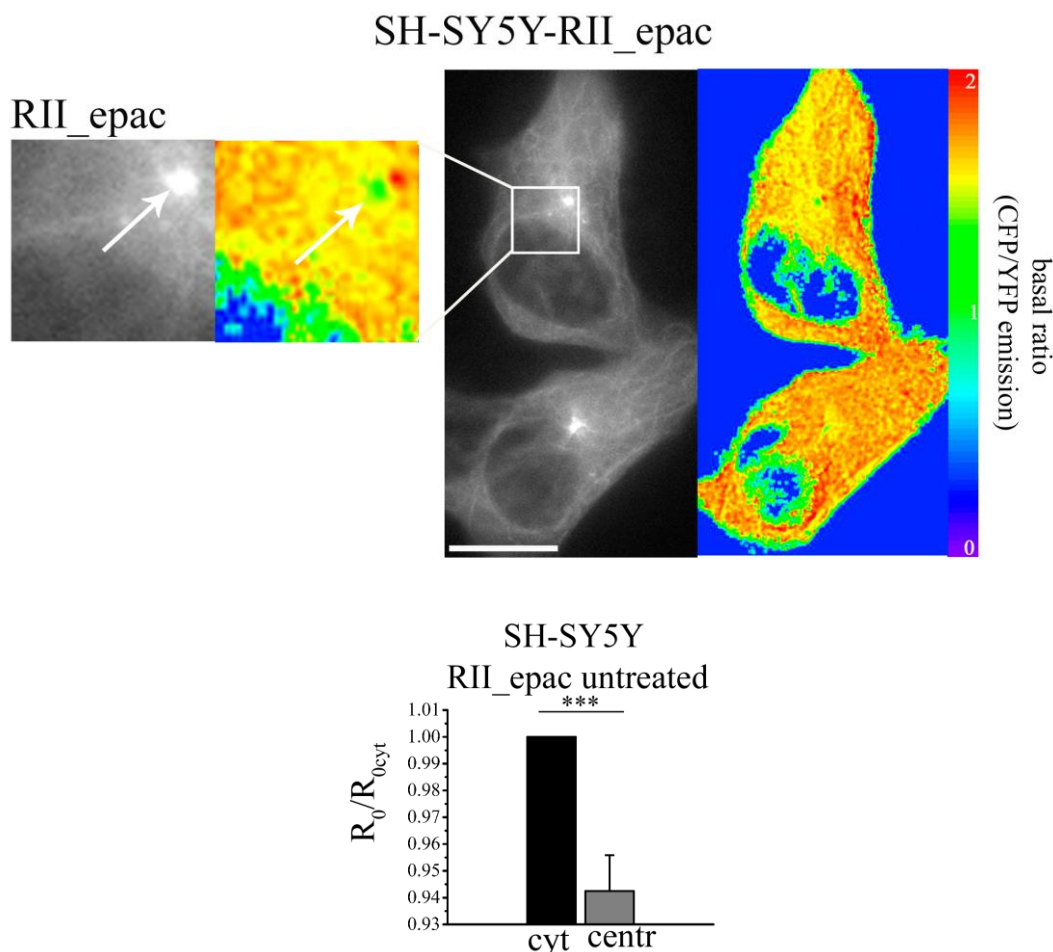 SH-SY5Y-RII_epac
RII_epac
2
1
0
basal ratio
(CFP/YFP emission)
SH-SY5Y
RII_epac untreated
***
1.01
1.00
0.99
0.98
0.97
0.96
0.95
0.94
0.93
R0/R0cyt
cyt centr